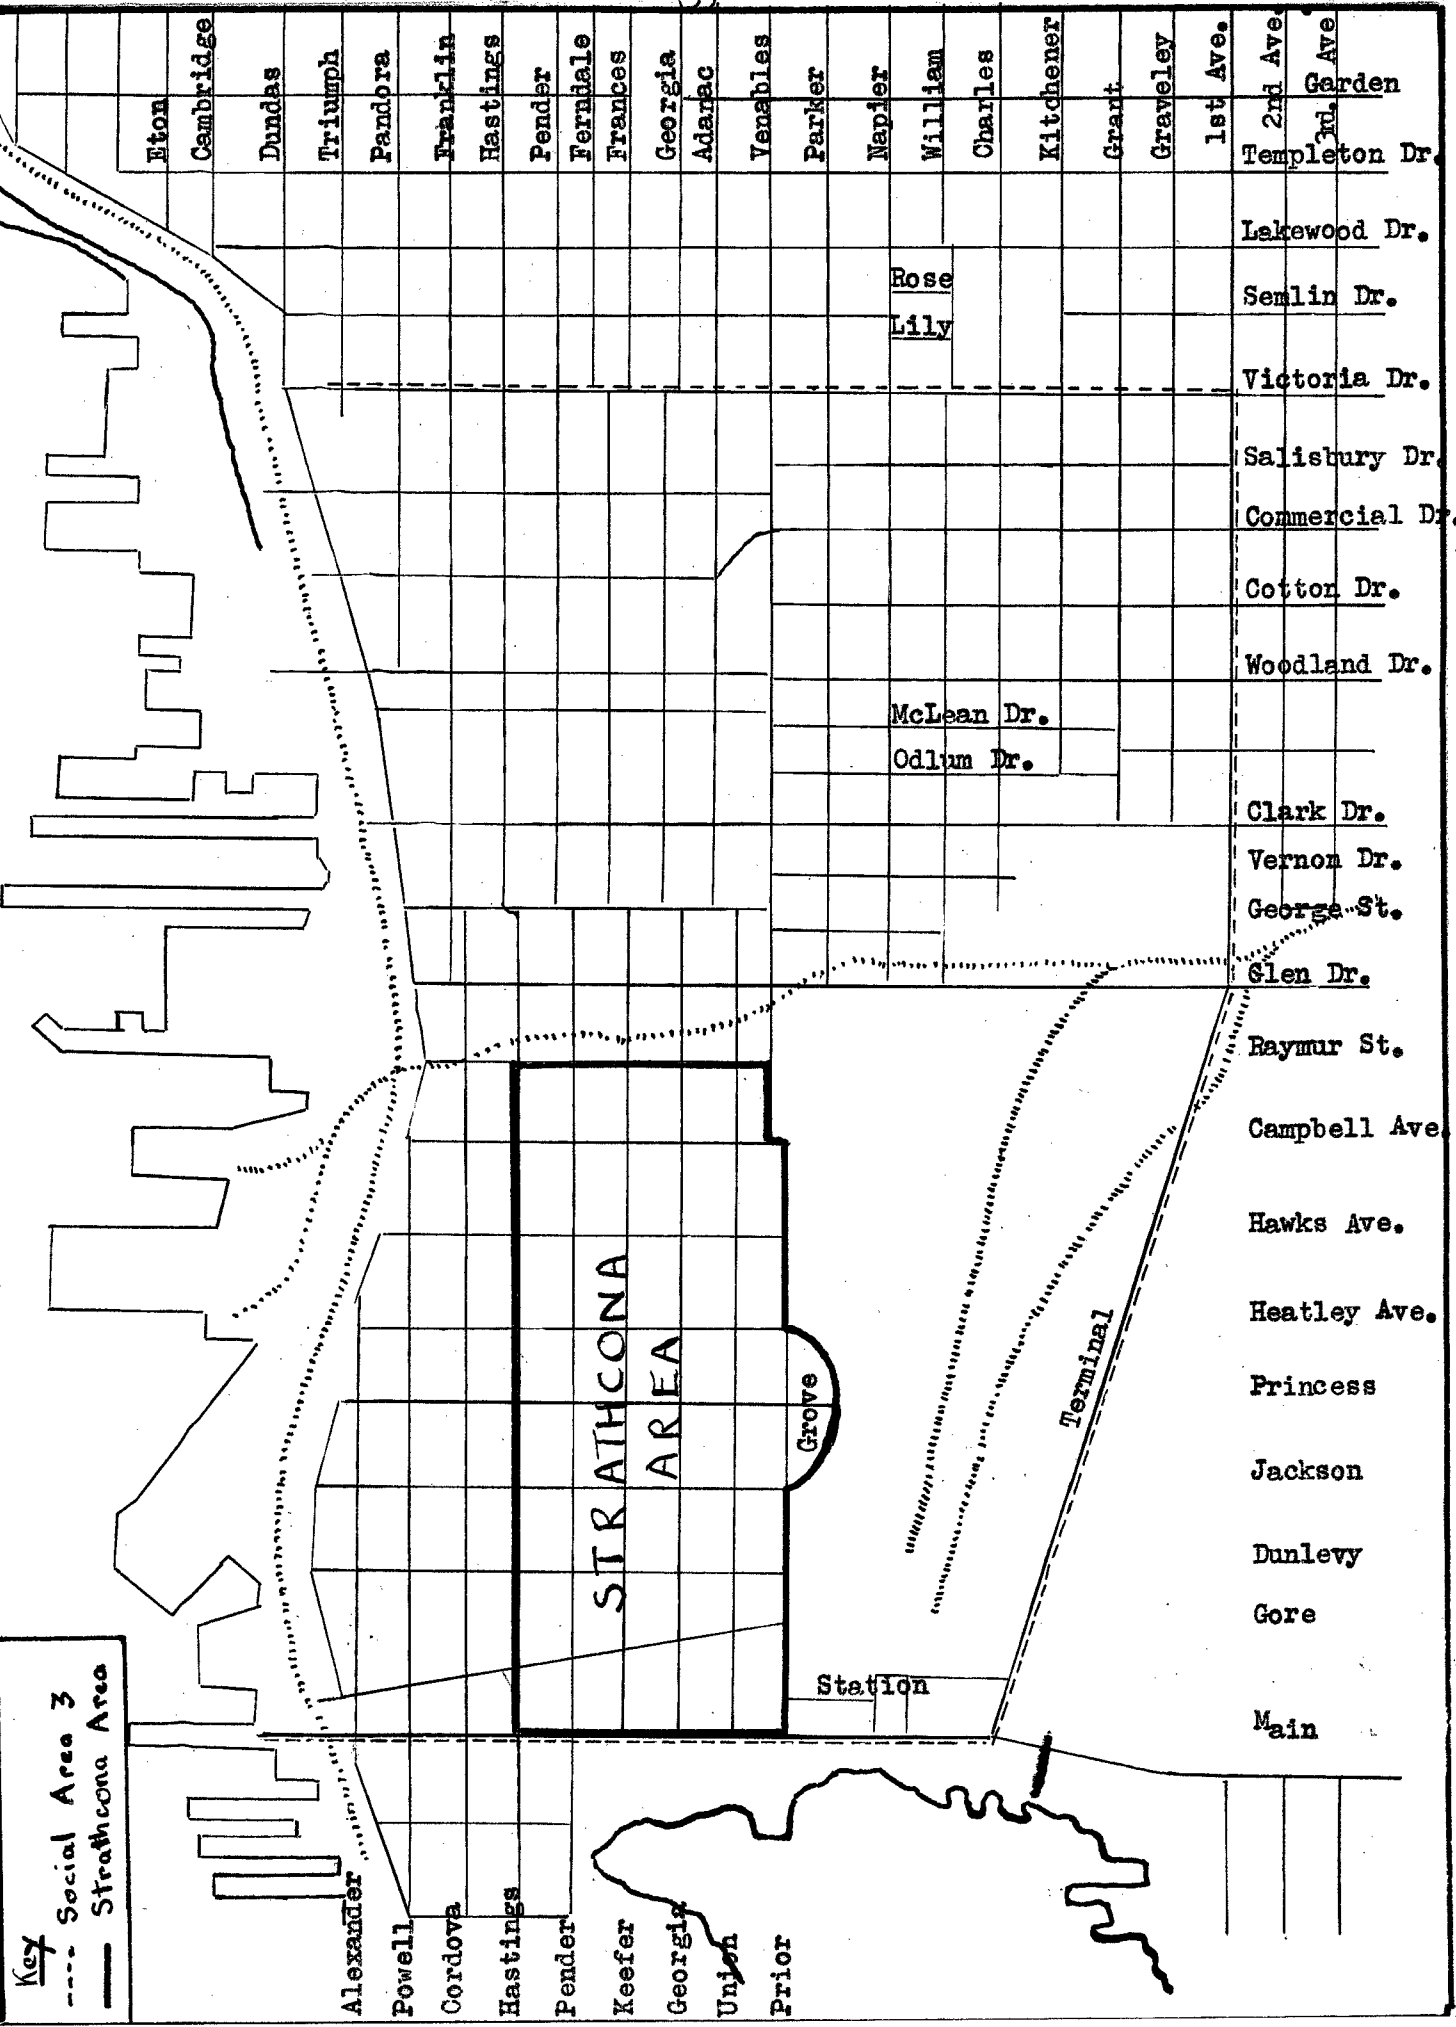 Eton
Cambridge
Dundas
Triumph
Pandora
Franklin
Hastings
Pender
Ferndale
Frances
Georgia
Adanac
Venables
Parker
Napier
William
Charles
Kitchener
Grant
Graveley
1st Ave.
2nd Ave.
3rd. Ave
Garden
Templeton Dr.
Lakewood Dr.
Rose
Semlin Dr.
Lily
Victoria Dr.
Salisbury Dr.
Commercial Dr.
Cotton Dr.
Woodland Dr.
McLean Dr.
Odlum Dr.
Clark Dr.
Vernon Dr.
George St.
Glen Dr.
Raymur St.
Campbell Ave.
Hawks Ave.
Heatley Ave.
Princess
Jackson
Dunlevy
Gore
Main
STRATHCONA
AREA
Grove
Terminal
Station
Key
Social Area 3
Strathcona Area
Alexander
Powell
Cordova
Hastings
Pender
Keefer
Georgia
Union
Prior